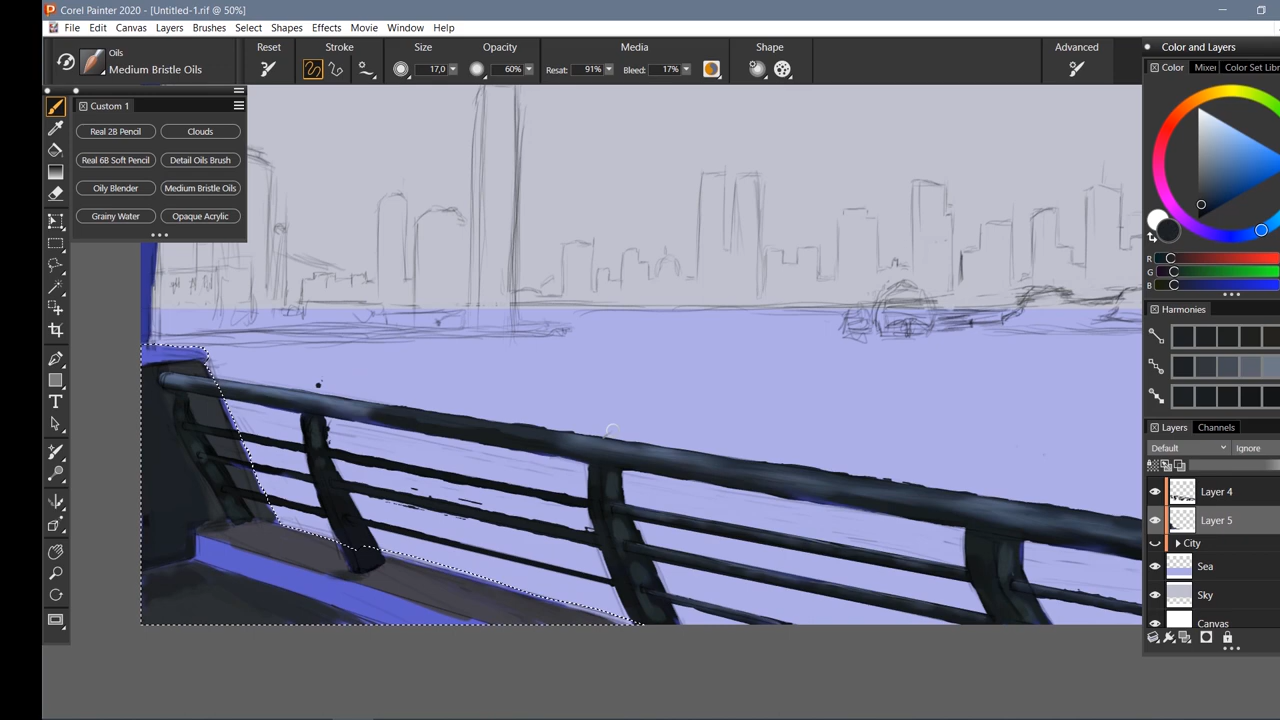 Corel Painter 2020 - [Untitled-1.rif @ 50%]
File Edit Canvas Layers Brushes Select Shapes Effects Movie Window Help
Oils
Medium Bristle Oils
Reset
Stroke
Size
17,0
Opacity
60%
Media
Resat: 91%
Bleed: 17%
Shape
Advanced
Custom 1
Real 2B Pencil
Clouds
Real 6B Soft Pencil
Detail Oils Brush
Oily Blender
Medium Bristle Oils
Grainy Water
Opaque Acrylic
T
Color and Layers
Color Mixer Color Set Libr
R
G
B
Harmonies
Layers Channels
Default Ignore
Layer 4
Layer 5
City
Sea
Sky
Canvas